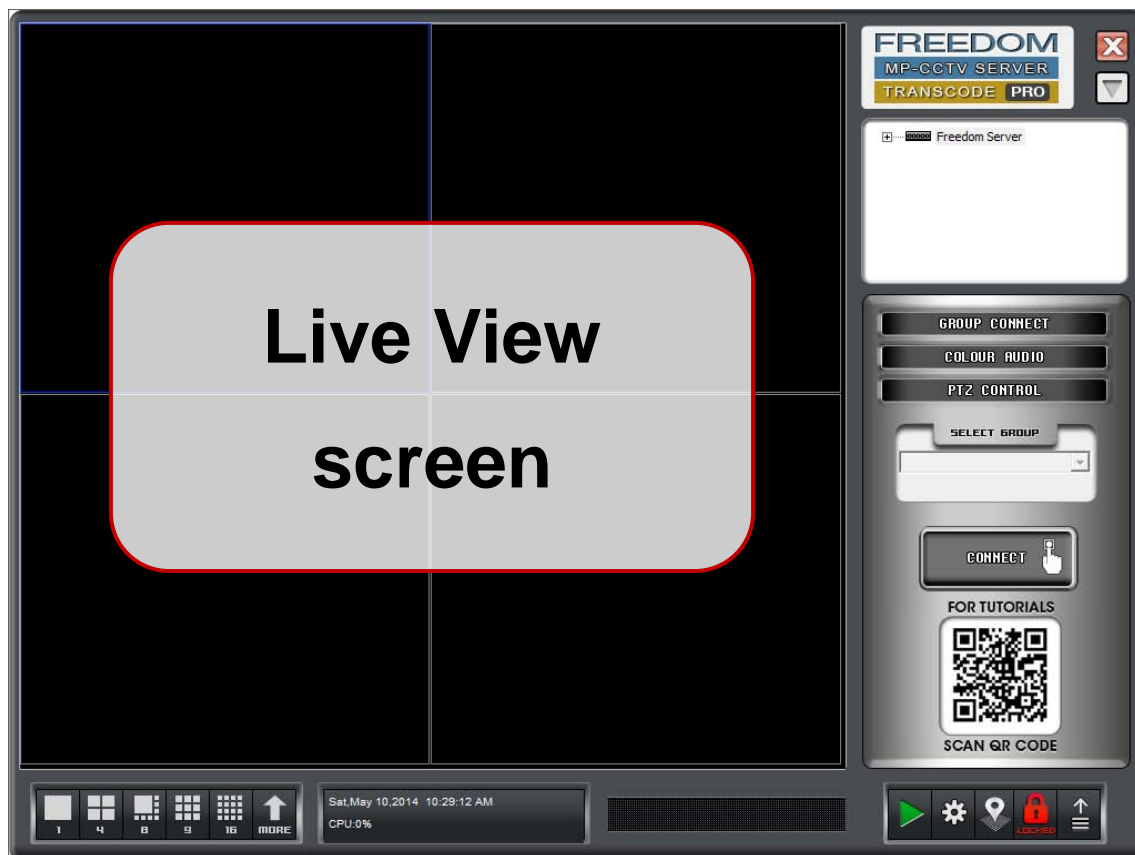 FREEDOM
MP-CCTV SERVER
TRANSCODE PRO
Freedom Server
Live View
screen
GROUP CONNECT
COLOUR AUDIO
PTZ CONTROL
SELECT GROUP
CONNECT
FOR TUTORIALS
SCAN QR CODE
1 4 8 9 16 MORE
Sat,May 10,2014 10:29:12 AM
CPU:0%
LOCKED